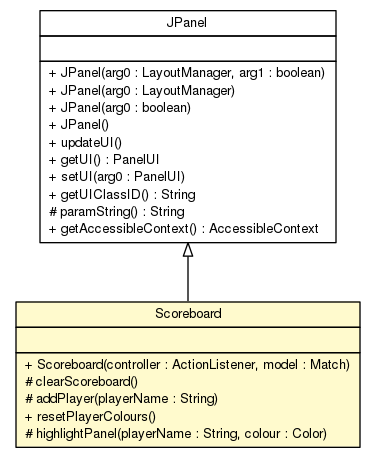 JPanel
+ JPanel(arg0 : LayoutManager, arg1 : boolean)
+ JPanel(arg0 : LayoutManager)
+ JPanel(arg0 : boolean)
+ JPanel()
+ updateUI()
+ getUI() : PanelUI
+ setUI(arg0 : PanelUI)
+ getUIClassID() : String
# paramString() : String
+ getAccessibleContext() : AccessibleContext
Scoreboard
+ Scoreboard(controller : ActionListener, model : Match)
# clearScoreboard()
# addPlayer(playerName : String)
+ resetPlayerColours()
# highlightPanel(playerName : String, colour : Color)